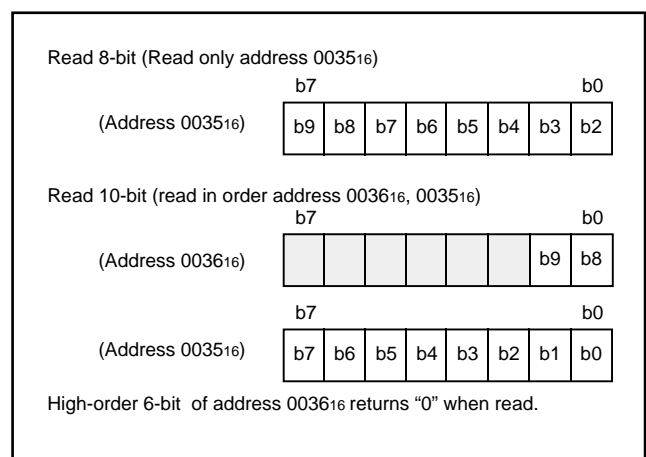 Read 8-bit (Read only address 003516)
b7 b0
(Address 003516) b9 b8 b7 b6 b5 b4 b3 b2
Read 10-bit (read in order address 003616, 003516)
b7 b0
(Address 003616) b9 b8
b7 b0
(Address 003516) b7 b6 b5 b4 b3 b2 b1 b0
High-order 6-bit of address 003616 returns “0” when read.